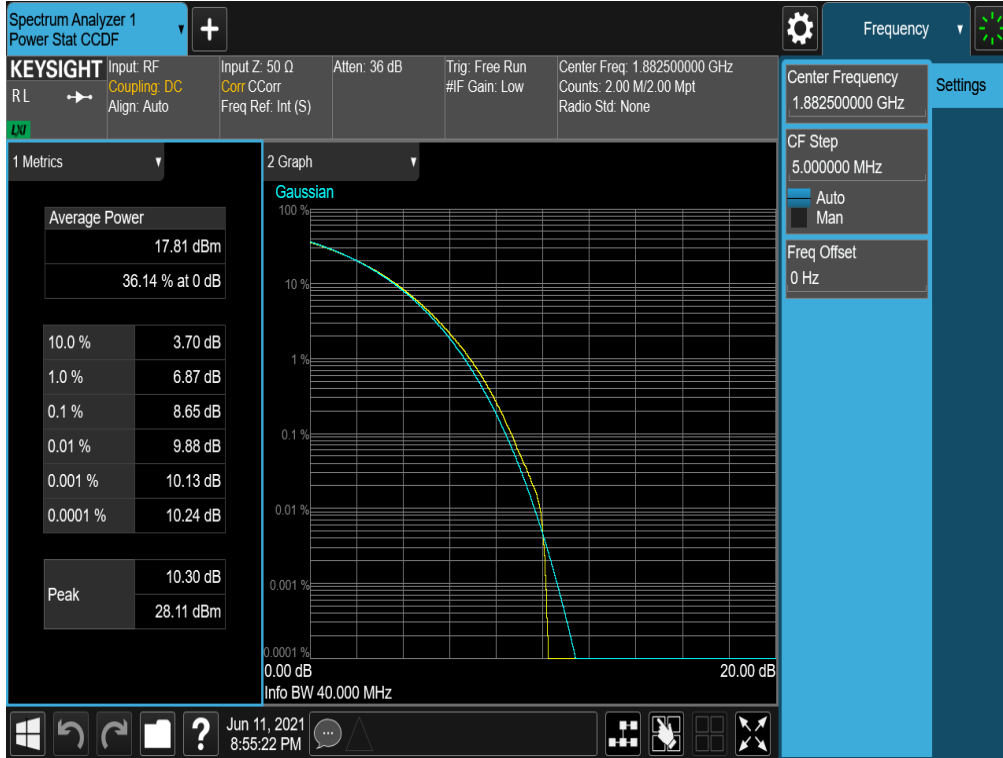 Spectrum Analyzer 1
Power Stat CCDF
+
Frequency
KEYSIGHT
R L
LXI
Input: RF
Coupling: DC
Align: Auto
Input Z: 50 Ω
Corr CCorr
Freq Ref: Int (S)
Atten: 36 dB
Trig: Free Run
#IF Gain: Low
Center Freq: 1.882500000 GHz
Counts: 2.00 M/2.00 Mpt
Radio Std: None
Center Frequency
1.882500000 GHz
Settings
CF Step
5.000000 MHz
Auto
Man
Freq Offset
0 Hz
1 Metrics
Average Power
17.81 dBm
36.14 % at 0 dB
10.0 % 3.70 dB
1.0 % 6.87 dB
0.1 % 8.65 dB
0.01 % 9.88 dB
0.001 % 10.13 dB
0.0001 % 10.24 dB
Peak
10.30 dB
28.11 dBm
2 Graph
Gaussian
100 %
10 %
1 %
0.1 %
0.01 %
0.001 %
0.0001 %
0.00 dB 20.00 dB
Info BW 40.000 MHz
?
Jun 11, 2021
8:55:22 PM